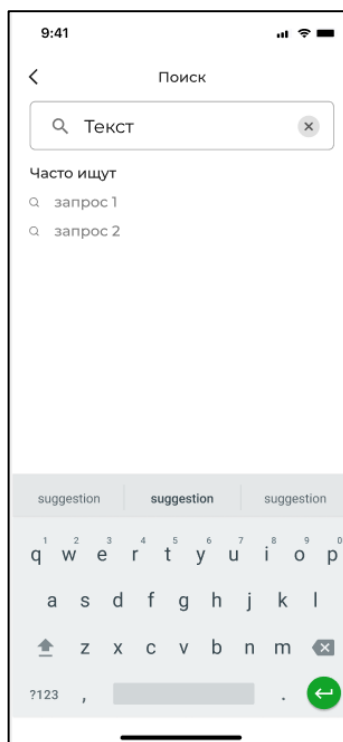 9:41
Поиск
Текст
Часто ищут
запрос 1
запрос 2
suggestion suggestion suggestion
1 2 3 4 5 6 7 8 9 0
q w e r t y u i o p
a s d f g h j k l
z x c v b n m
?123 , .